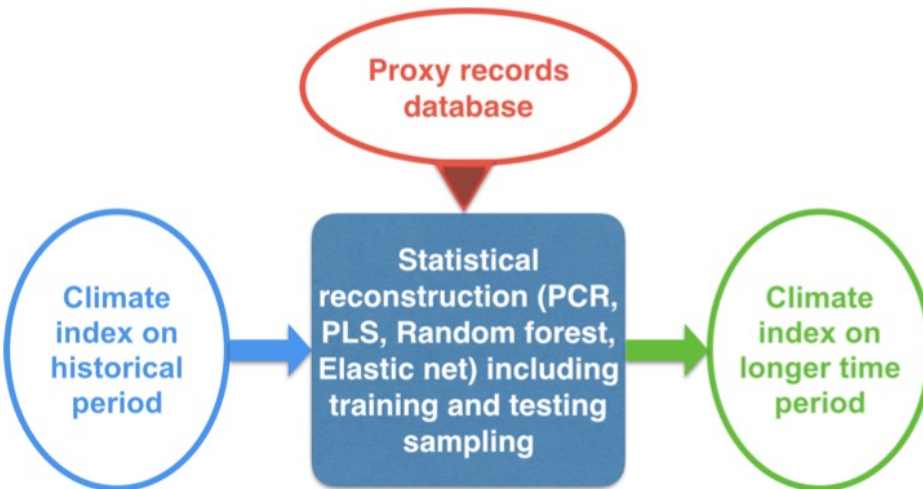 Proxy records
database
Climate
index on
historical
period
Statistical
reconstruction (PCR,
PLS, Random forest,
Elastic net) including
training and testing
sampling
Climate
index on
longer time
period